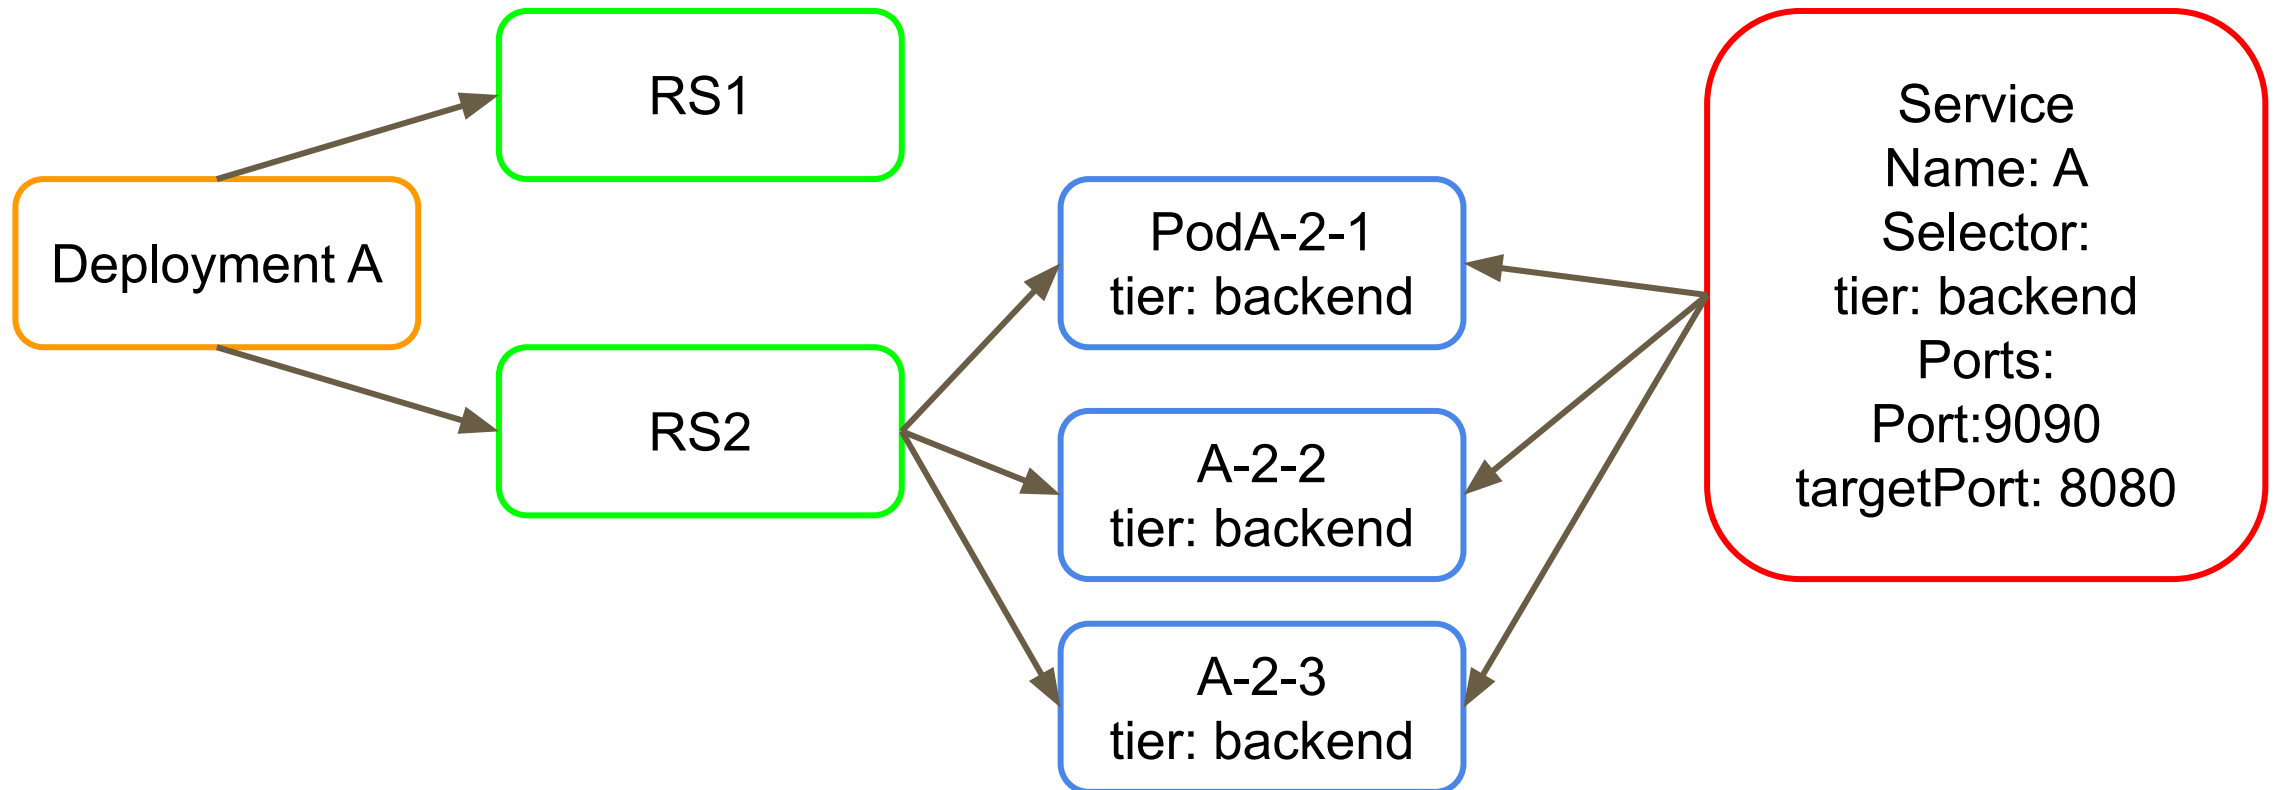 RS1
Deployment A
RS2
PodA-2-1
tier: backend
A-2-2
tier: backend
A-2-3
tier: backend
Service
Name: A
Selector:
tier: backend
Ports:
Port:9090
targetPort: 8080